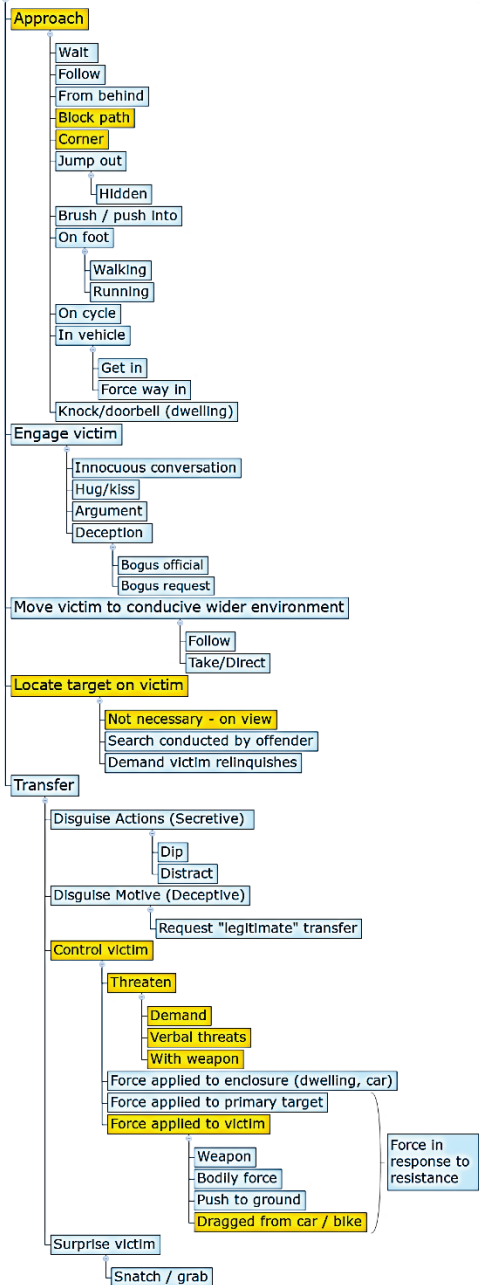 Approach
Wait
Follow
From behind
Block path
Corner
Jump out
Hidden
Brush / push into
On foot
Walking
Running
On cycle
In vehicle
Get in
Force way in
Knock/doorbell (dwelling)
Engage victim
Innocuous conversation
Hug/kiss
Argument
Deception
Bogus official
Bogus request
Move victim to conducive wider environment
Follow
Take/Direct
Locate target on victim
Not necessary - on view
Search conducted by offender
Demand victim relinquishes
Transfer
Disguise Actions (Secretive)
Dip
Distract
Disguise Motive (Deceptive)
Request "legitimate" transfer
Control victim
Threaten
Demand
Verbal threats
With weapon
Force applied to enclosure (dwelling, car)
Force applied to primary target
Force applied to victim
Weapon
Bodily force
Push to ground
Dragged from car / bike
Force in
response to
resistance
Surprise victim
Snatch / grab